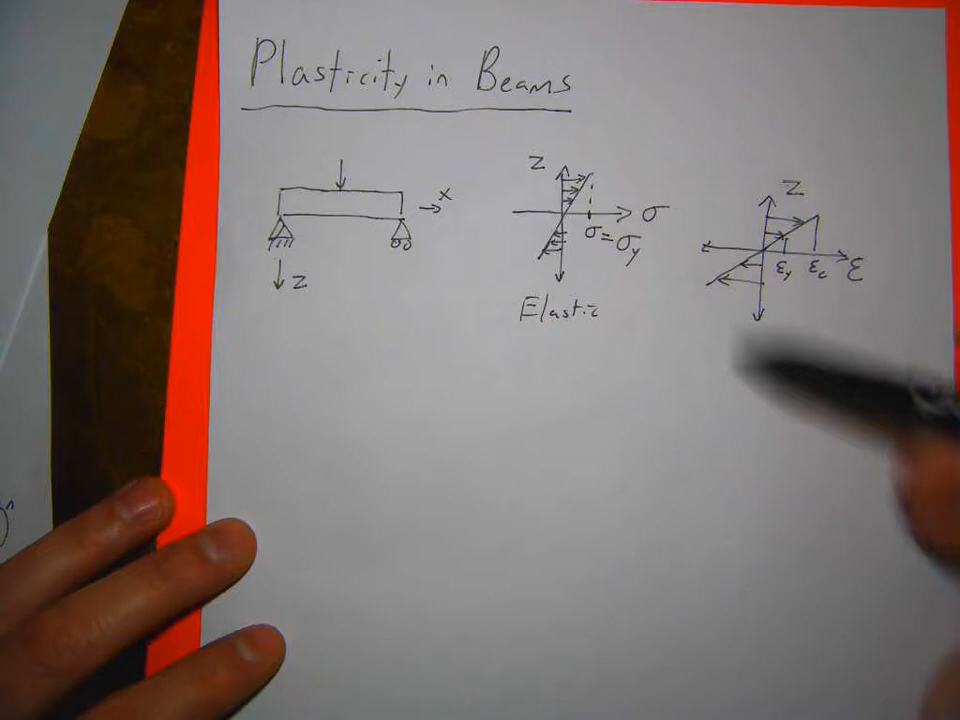 Plasticity in Beams
x
z
z
σ
σ = σy
Elastic
z
εy εc ε